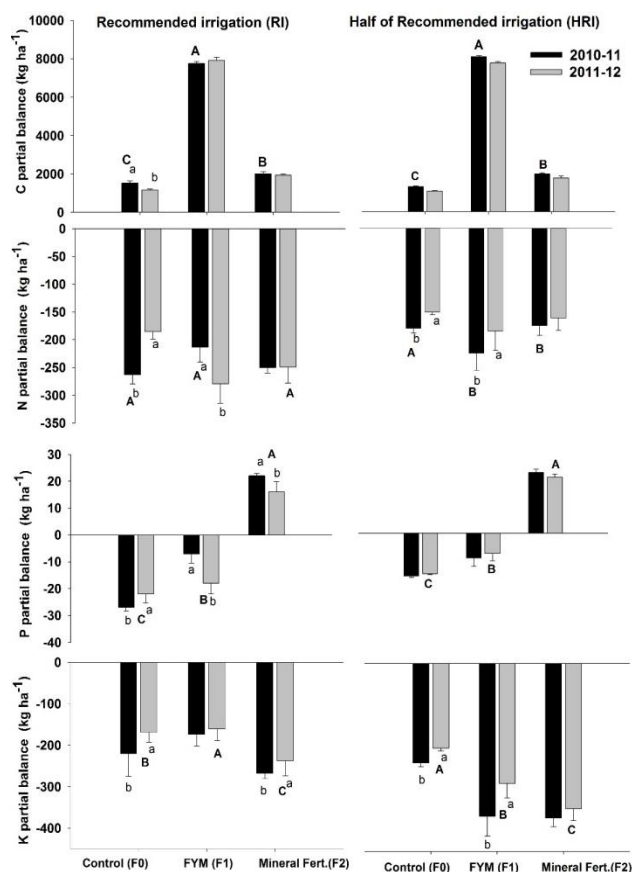 Recommended irrigation (RI)
Half of Recommended irrigation (HRI)
2010-11
2011-12
C partial balance (kg ha⁻¹)
10000
8000
6000
4000
2000
0
C
a
b
A
B
C
A
B
N partial balance (kg ha⁻¹)
0
-50
-100
-150
-200
-250
-300
-350
A
b
a
A
a
b
A
A
b
a
B
b
a
B
P partial balance (kg ha⁻¹)
30
20
10
0
-10
-20
-30
-40
b
C
a
a
B
b
a
A
b
C
B
A
K partial balance (kg ha⁻¹)
0
-100
-200
-300
-400
b
B
a
A
b
C
a
b
A
a
b
B
a
C
Control (F0)
FYM (F1)
Mineral Fert.(F2)
Control (F0)
FYM (F1)
Mineral Fert.(F2)